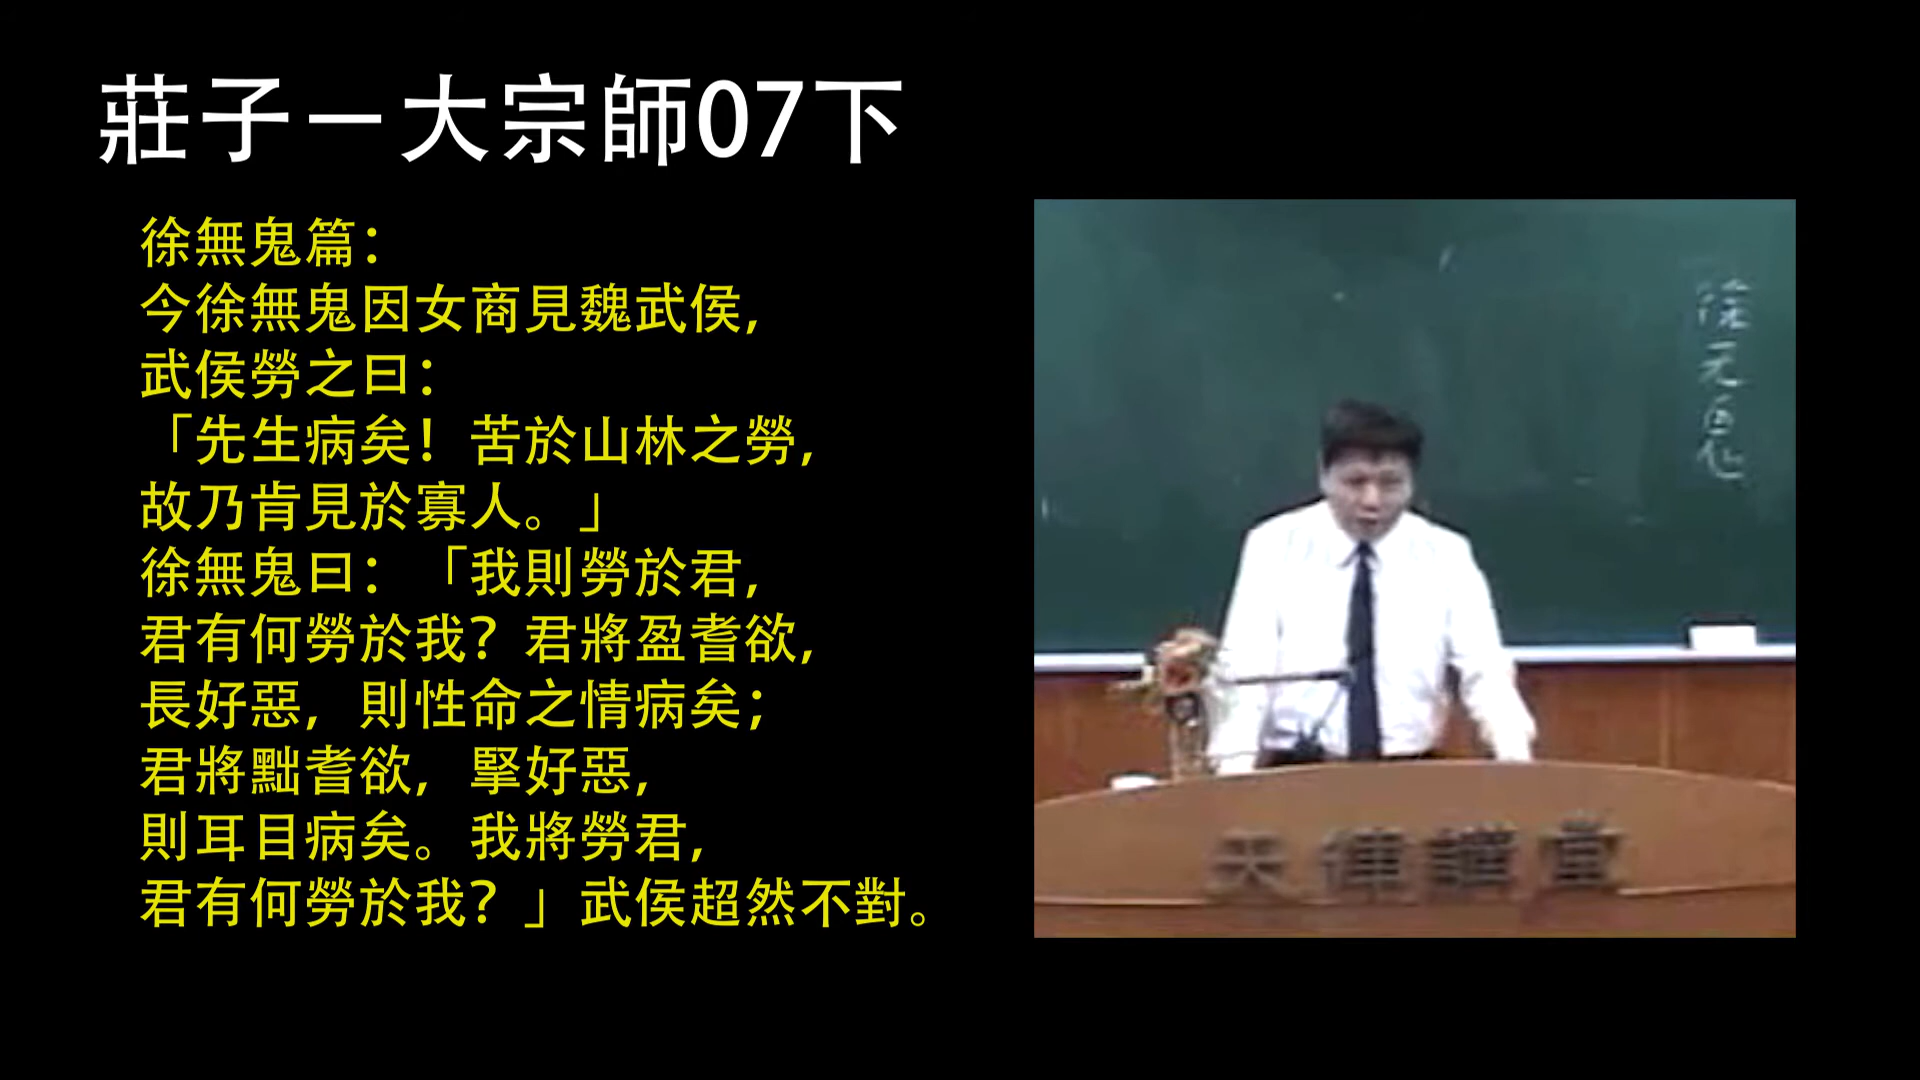 莊子－大宗師07下
徐無鬼篇：
今徐無鬼因女商見魏武侯，
武侯勞之曰：
「先生病矣！苦於山林之勞，
故乃肯見於寡人。」
徐無鬼曰：「我則勞於君，
君有何勞於我？君將盈耆欲，
長好惡，則性命之情病矣；
君將黜耆欲，掔好惡，
則耳目病矣。我將勞君，
君有何勞於我？」武侯超然不對。
天律講堂